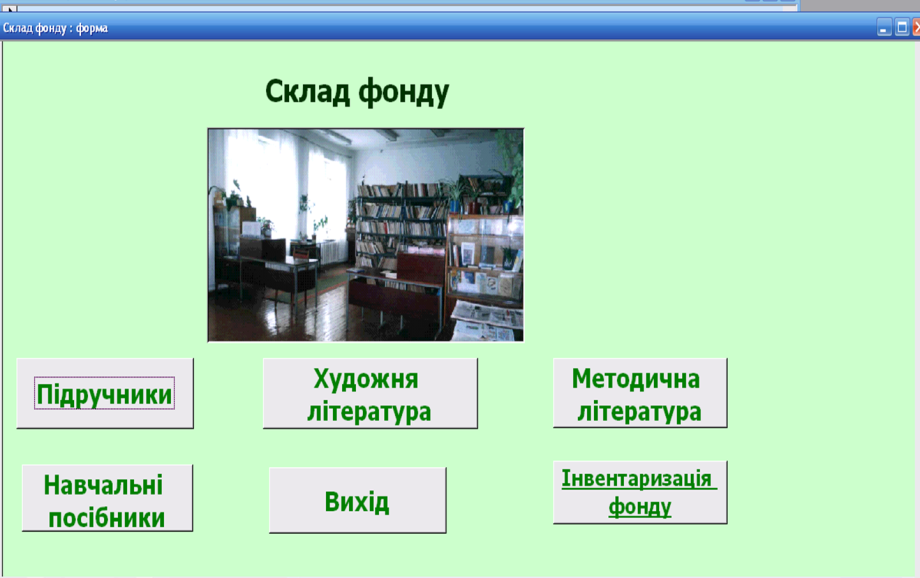 Склад фонду : форма
Склад фонду
Підручники
Художня
література
Методична
література
Навчальні
посібники
Вихід
Інвентаризація
фонду